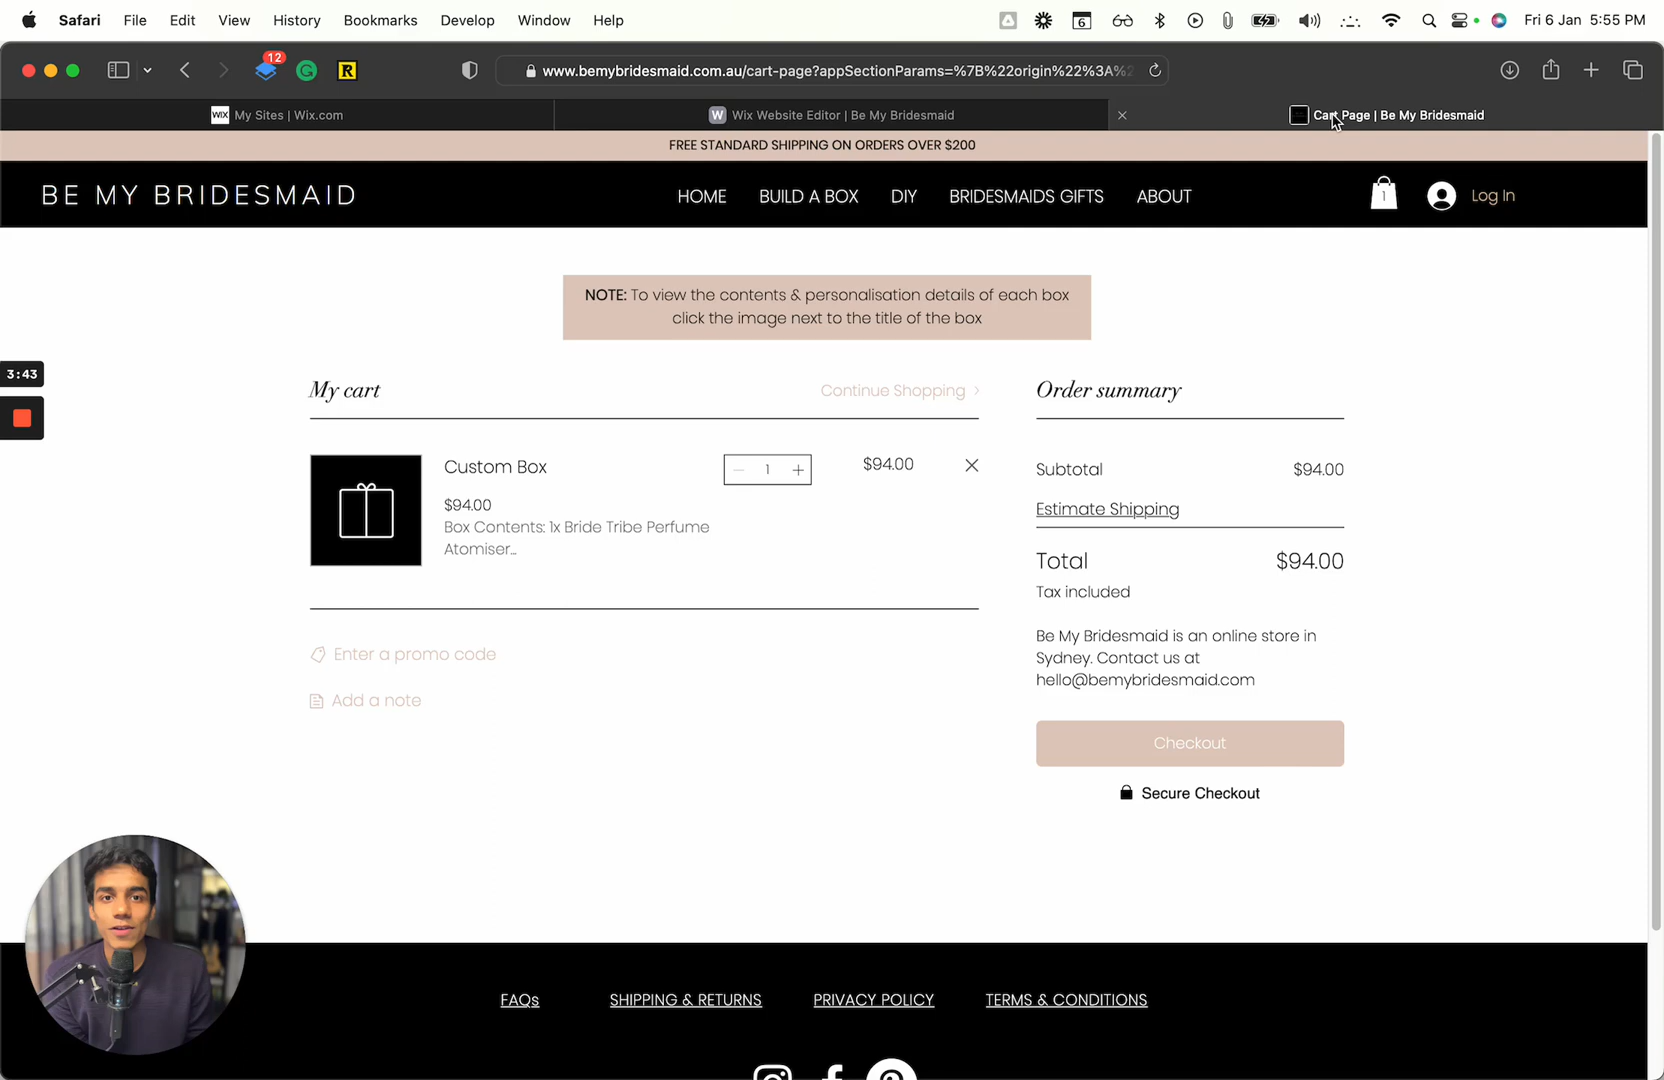 Safari File Edit View History Bookmarks Develop Window Help 6 Fri 6 Jan 5:55 PM
12 R www.bemybridesmaid.com.au/cart-page?appSectionParams=%7B%22origin%22%3A%2
WIX My Sites | Wix.com W Wix Website Editor | Be My Bridesmaid Cart Page | Be My Bridesmaid
FREE STANDARD SHIPPING ON ORDERS OVER $200
BE MY BRIDESMAID HOME BUILD A BOX DIY BRIDESMAIDS GIFTS ABOUT 1 Log In
NOTE: To view the contents & personalisation details of each box
click the image next to the title of the box
3:43
My cart Continue Shopping >
Custom Box 1 $94.00
$94.00
Box Contents: 1x Bride Tribe Perfume
Atomiser...
Enter a promo code
Add a note
Order summary
Subtotal $94.00
Estimate Shipping
Total $94.00
Tax included
Be My Bridesmaid is an online store in
Sydney. Contact us at
hello@bemybridesmaid.com
Checkout
Secure Checkout
FAQs SHIPPING & RETURNS PRIVACY POLICY TERMS & CONDITIONS